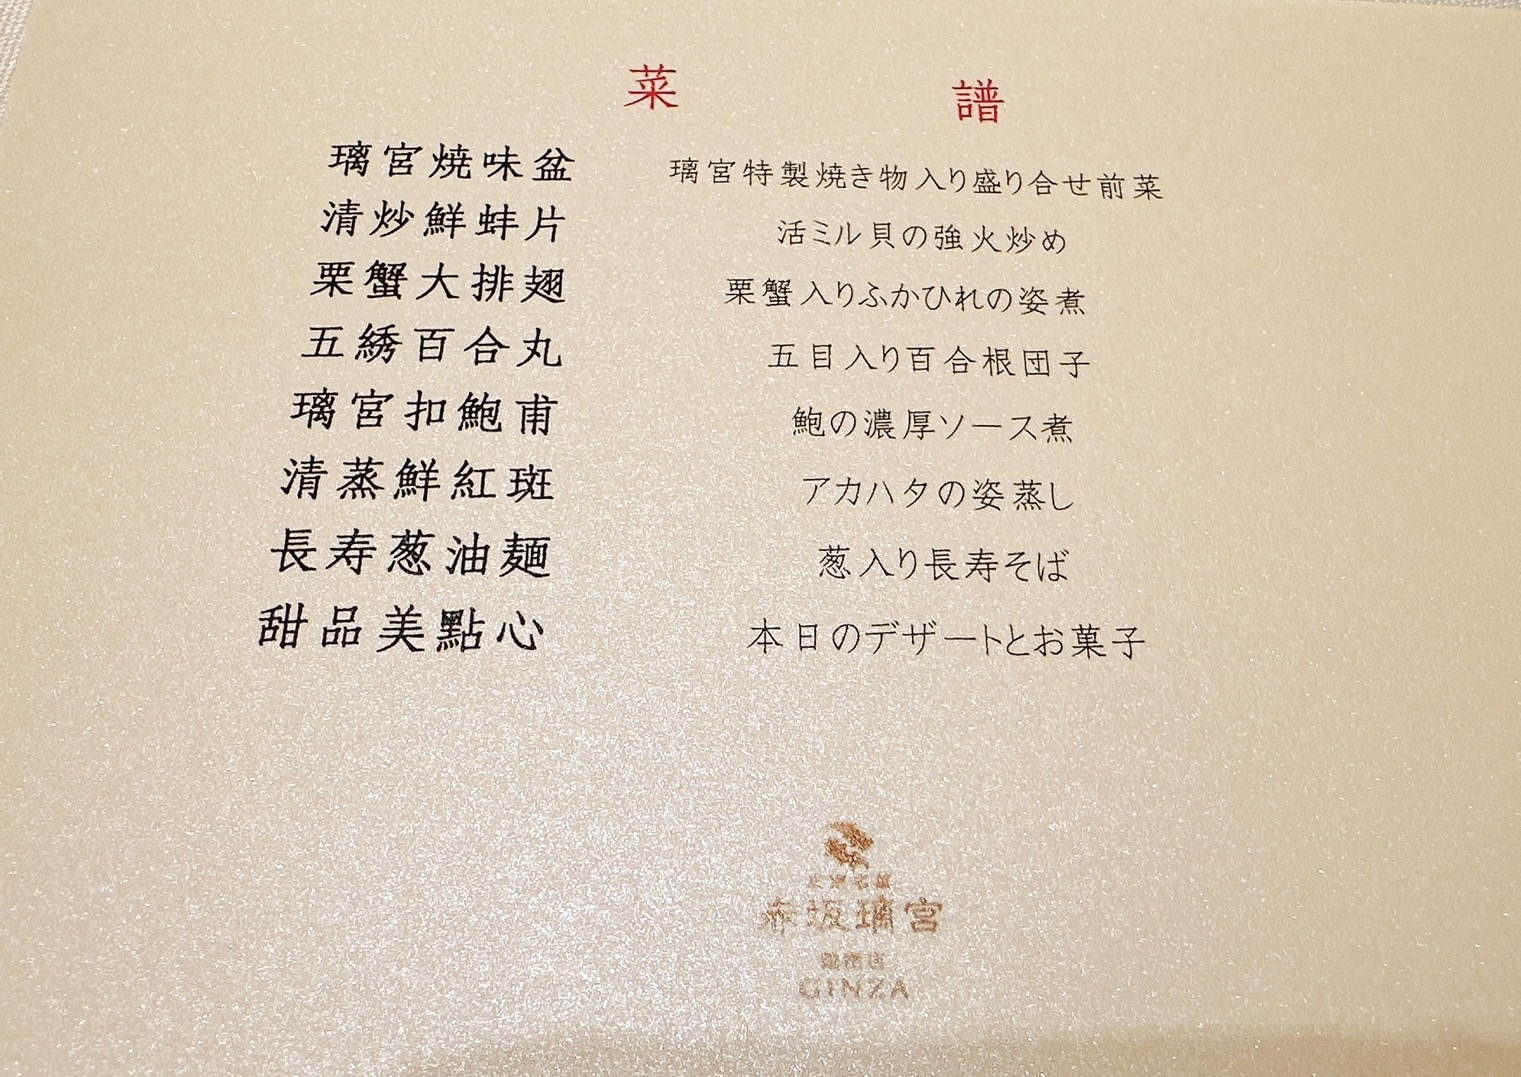 菜 譜
璃宮焼味盆 璃宮特製焼き物入り盛り合せ前菜
清炒鮮蚌片 活ミル貝の強火炒め
栗蟹大排翅 栗蟹入りふかひれの姿煮
五綉百合丸 五目入り百合根団子
璃宮扣鮑甫 鮑の濃厚ソース煮
清蒸鮮紅斑 アカハタの姿蒸し
長寿葱油麺 葱入り長寿そば
甜品美點心 本日のデザートとお菓子
赤坂璃宮
銀座店
GINZA